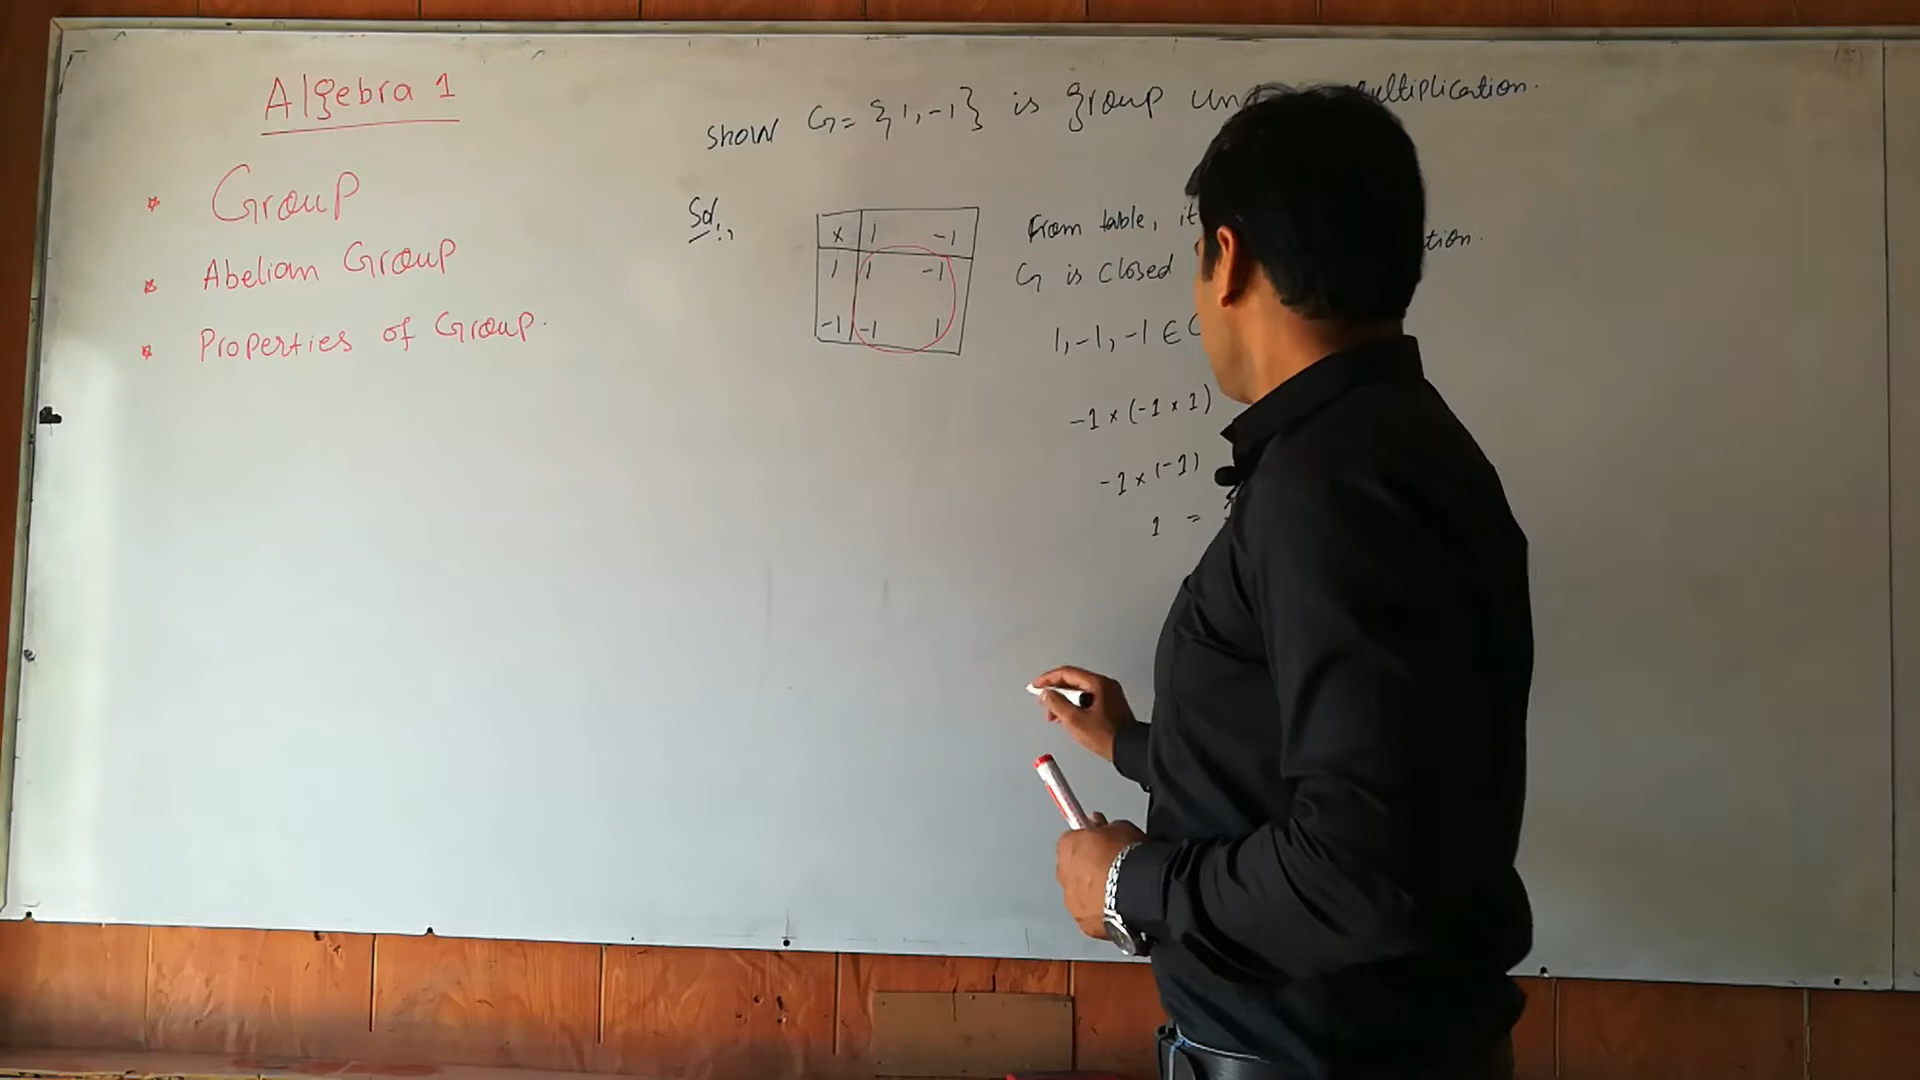 Algebra 1
* Group
* Abelian Group
* Properties of Group.
show G = {1, -1} is group multiplication.
Sol:,
x 1 -1
1 1 -1
-1 -1 1
From table, it
G is closed
1, -1, -1 ∈ G
-1 x (-1 x 1)
-1 x (-1)
1 =